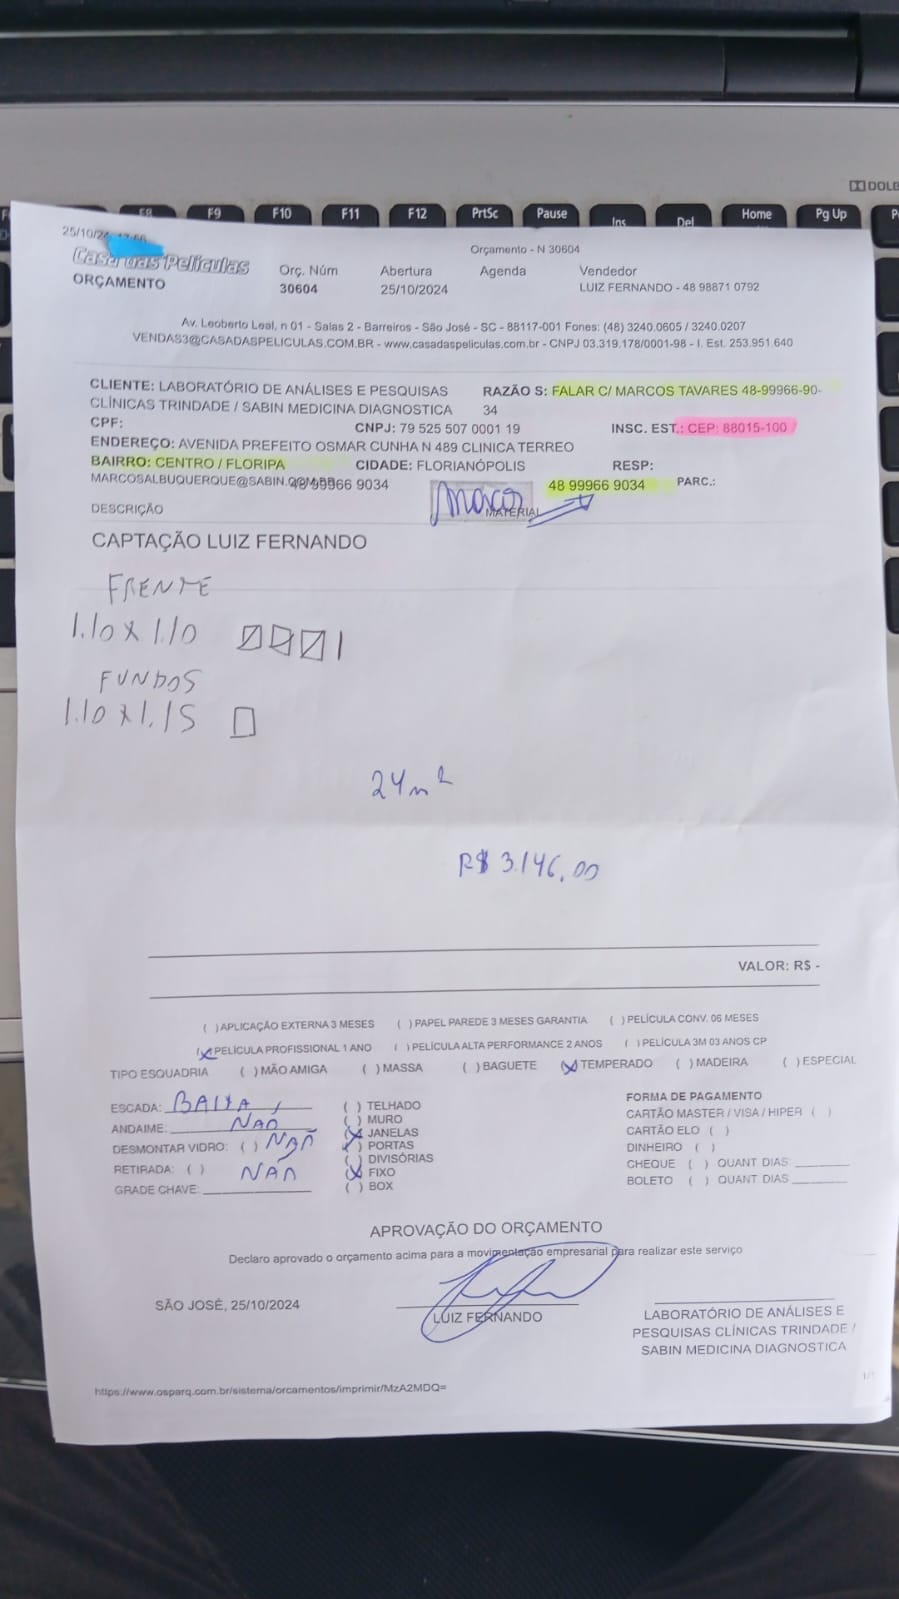 DOLB
F8 F9 F10 F11 F12 PrtSc Pause Ins Del Home Pg Up
25/10/24
Orçamento - N 30604
Casa das Películas
ORÇAMENTO
Orç. Núm Abertura Agenda Vendedor
30604 25/10/2024 LUIZ FERNANDO - 48 98871 0792
Av. Leoberto Leal, n 01 - Salas 2 - Barreiros - São José - SC - 88117-001 Fones: (48) 3240.0605 / 3240.0207
VENDAS3@CASADASPELICULAS.COM.BR - www.casadaspeliculas.com.br - CNPJ 03.319.178/0001-98 - I. Est. 253.951.640
CLIENTE: LABORATÓRIO DE ANÁLISES E PESQUISAS RAZÃO S: FALAR C/ MARCOS TAVARES 48-99966-90-
CLÍNICAS TRINDADE / SABIN MEDICINA DIAGNOSTICA 34
CPF: CNPJ: 79 525 507 0001 19 INSC. EST.: CEP: 88015-100
ENDEREÇO: AVENIDA PREFEITO OSMAR CUNHA N 489 CLINICA TERREO
BAIRRO: CENTRO / FLORIPA CIDADE: FLORIANÓPOLIS RESP:
MARCOSALBUQUERQUE@SABIN.COM.BR 48 99966 9034 48 99966 9034 PARC.:
DESCRIÇÃO MATERIAL
CAPTAÇÃO LUIZ FERNANDO
FRENTE
1.10 x 1.10
FUNDOS
1.10 x 1.15
24m²
R$ 3.146,00
VALOR: R$ -
( )APLICAÇÃO EXTERNA 3 MESES ( )PAPEL PAREDE 3 MESES GARANTIA ( )PELÍCULA CONV. 06 MESES
(x)PELÍCULA PROFISSIONAL 1 ANO ( )PELÍCULA ALTA PERFORMANCE 2 ANOS ( )PELÍCULA 3M 03 ANOS CP
TIPO ESQUADRIA ( )MÃO AMIGA ( )MASSA ( )BAGUETE (x)TEMPERADO ( )MADEIRA ( )ESPECIAL
ESCADA: BAIXA
ANDAIME: NÃO
DESMONTAR VIDRO: ( ) NÃO
RETIRADA: ( ) NÃO
GRADE CHAVE:
( ) TELHADO
( ) MURO
(x) JANELAS
(x) PORTAS
( ) DIVISÓRIAS
(x) FIXO
( ) BOX
FORMA DE PAGAMENTO
CARTÃO MASTER / VISA / HIPER ( )
CARTÃO ELO ( )
DINHEIRO ( )
CHEQUE ( ) QUANT DIAS
BOLETO ( ) QUANT DIAS
APROVAÇÃO DO ORÇAMENTO
Declaro aprovado o orçamento acima para a movimentação empresarial para realizar este serviço
SÃO JOSÉ, 25/10/2024
LUIZ FERNANDO
LABORATÓRIO DE ANÁLISES E
PESQUISAS CLÍNICAS TRINDADE /
SABIN MEDICINA DIAGNOSTICA
1/1
https://www.osparq.com.br/sistema/orcamentos/imprimir/MzA2MDQ=